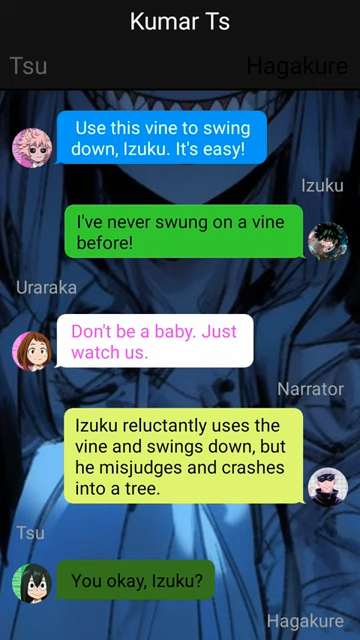 Kumar Ts
Tsu
Hagakure
Use this vine to swing
down, Izuku. It's easy!
Izuku
I've never swung on a vine
before!
Uraraka
Don't be a baby. Just
watch us.
Narrator
Izuku reluctantly uses the
vine and swings down, but
he misjudges and crashes
into a tree.
Tsu
You okay, Izuku?
Hagakure